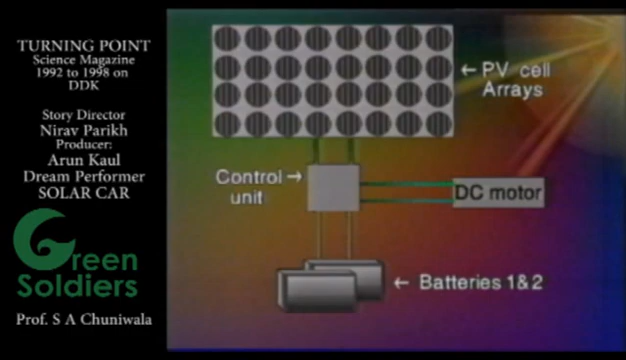 TURNING POINT
Science Magazine
1992 to 1998 on
DDK
Story Director
Nirav Parikh
Producer:
Arun Kaul
Dream Performer
SOLAR CAR
Green
Soldiers
Prof. S A Chuniwala
← PV cell
Arrays
Control →
unit
DC motor
← Batteries 1&2